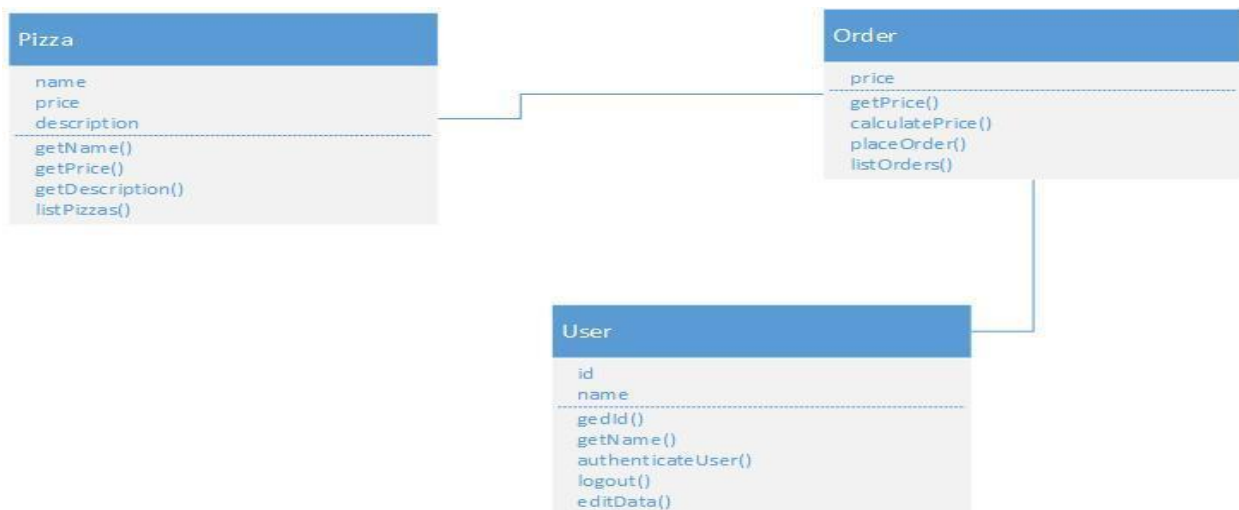 Pizza
name
price
description
getName()
getPrice()
getDescription()
listPizzas()
Order
price
getPrice()
calculatePrice()
placeOrder()
listOrders()
User
id
name
gedId()
getName()
authenticateUser()
logout()
editData()